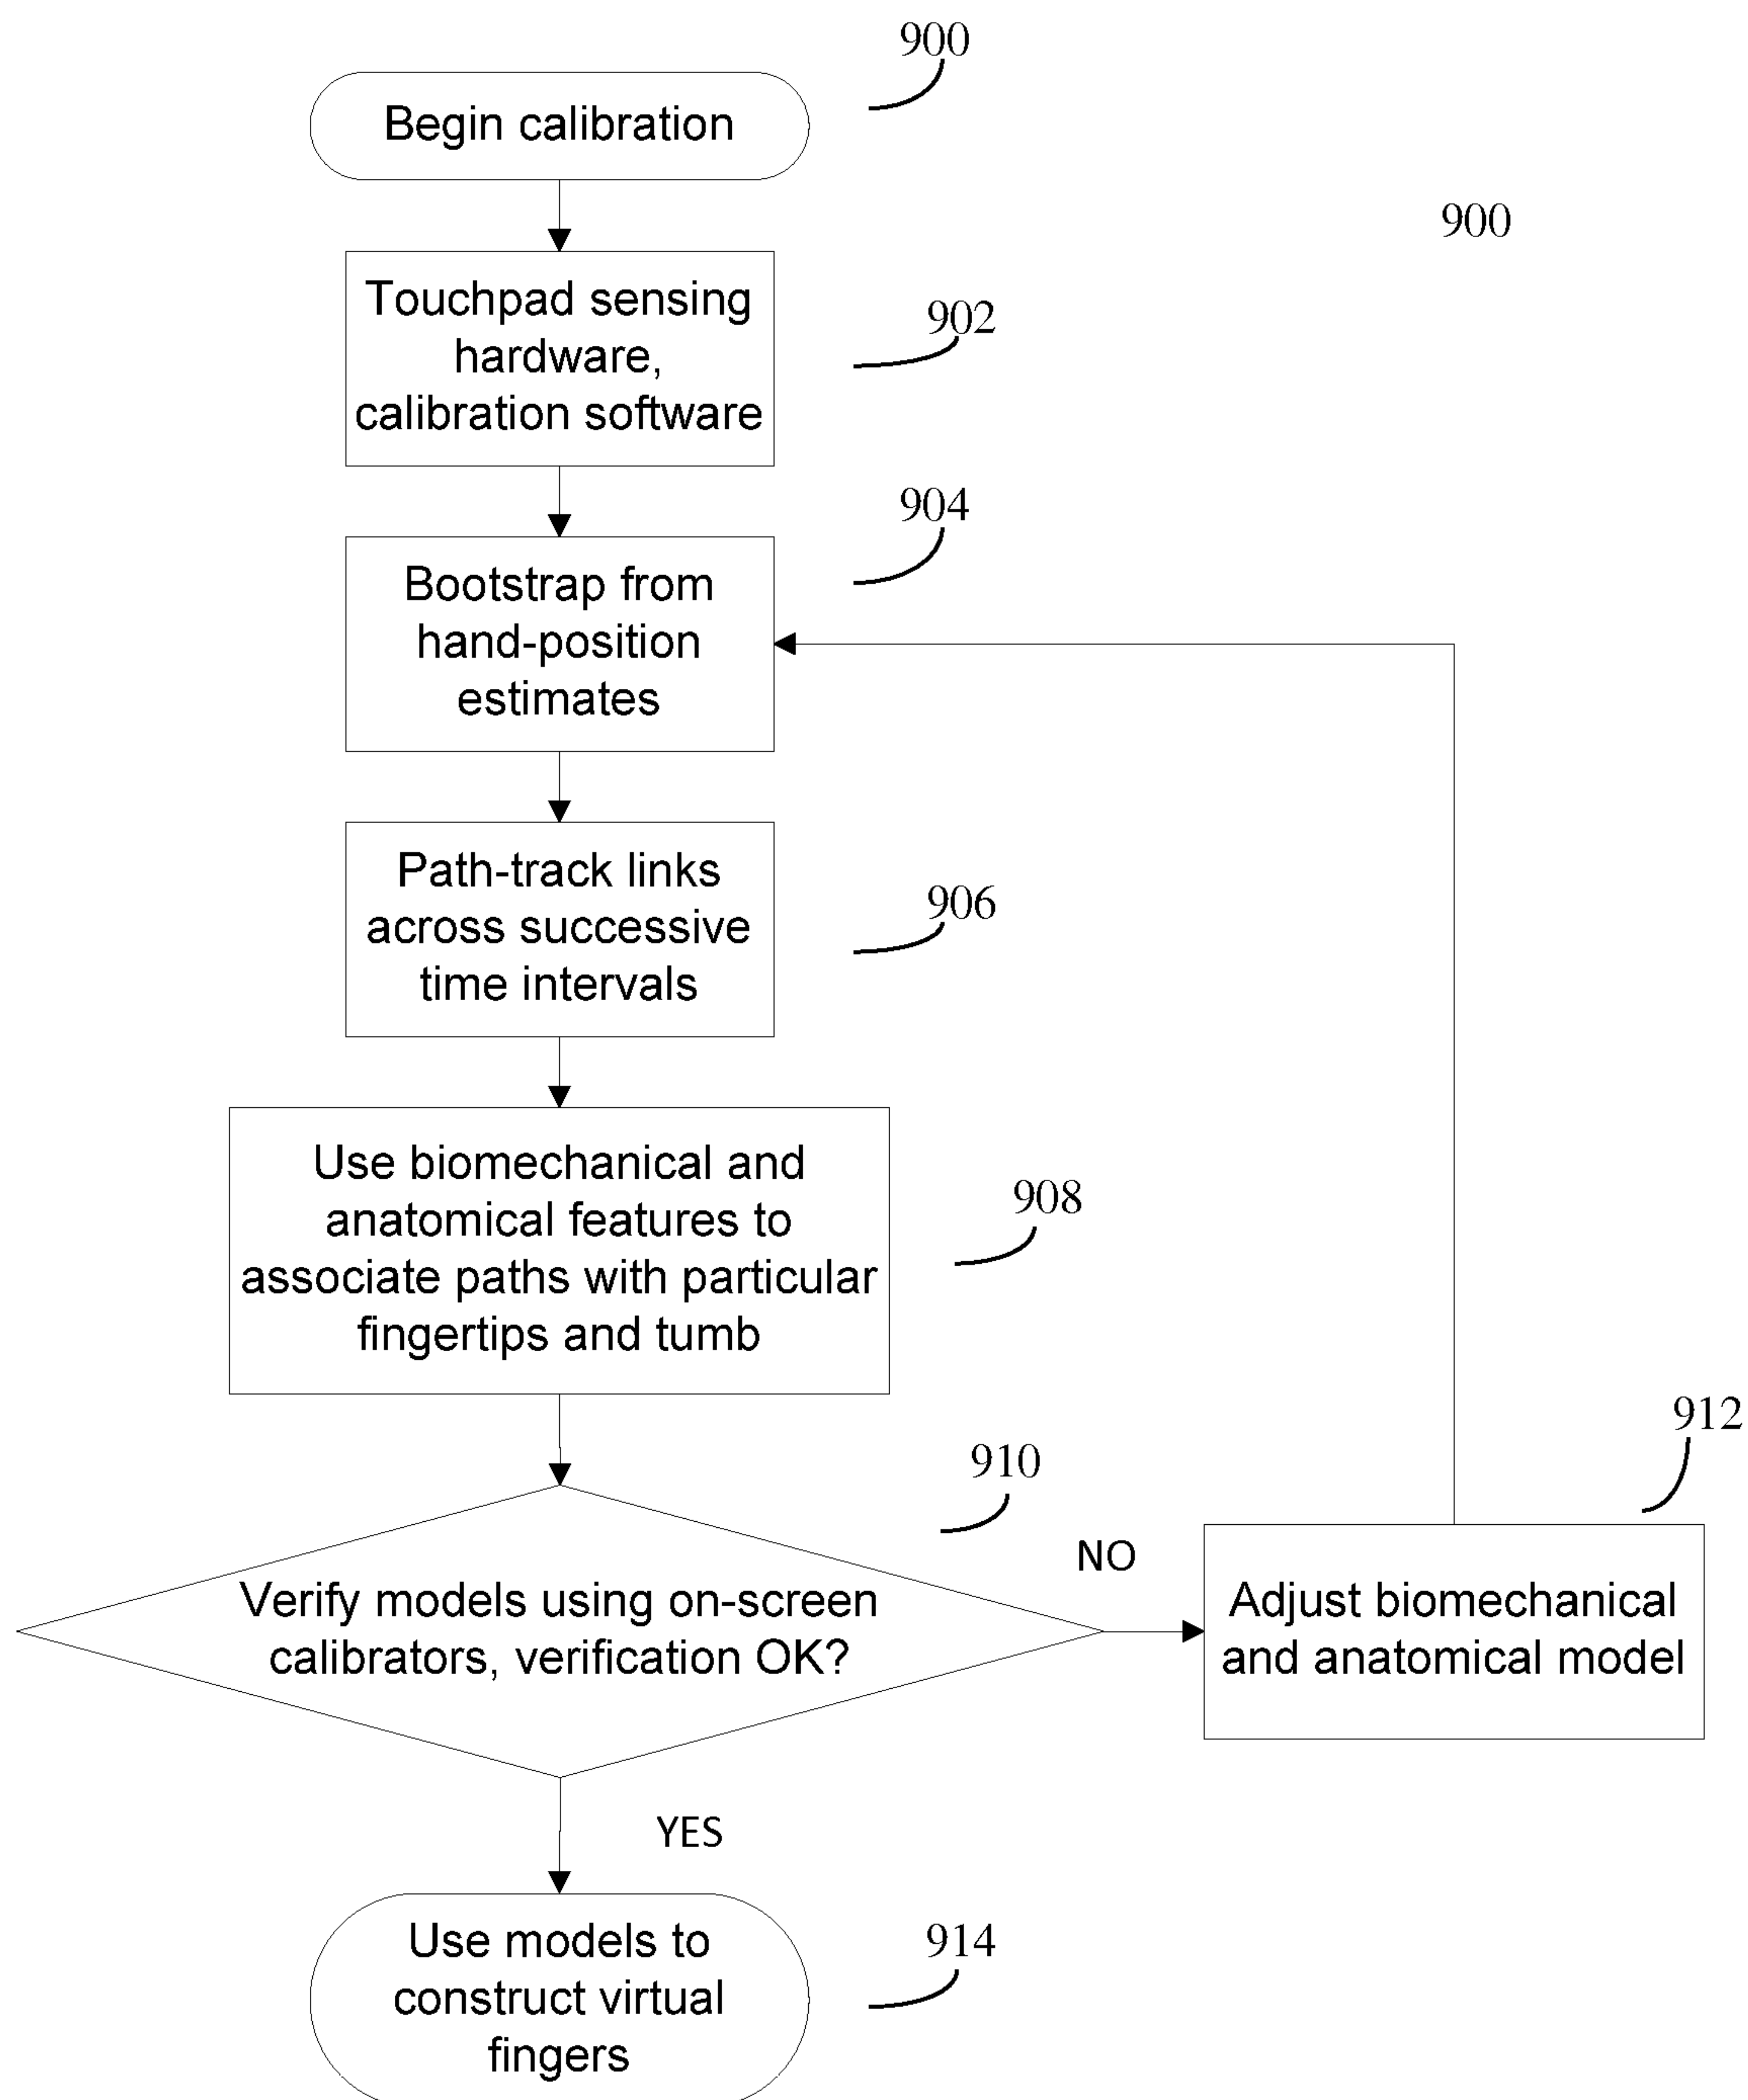 900
Begin calibration
900
Touchpad sensing
hardware,
calibration software
902
904
Bootstrap from
hand-position
estimates
Path-track links
across successive
time intervals
906
Use biomechanical and
anatomical features to
associate paths with particular
fingertips and tumb
908
910
Verify models using on-screen
calibrators, verification OK?
NO
912
Adjust biomechanical
and anatomical model
YES
Use models to
construct virtual
fingers
914